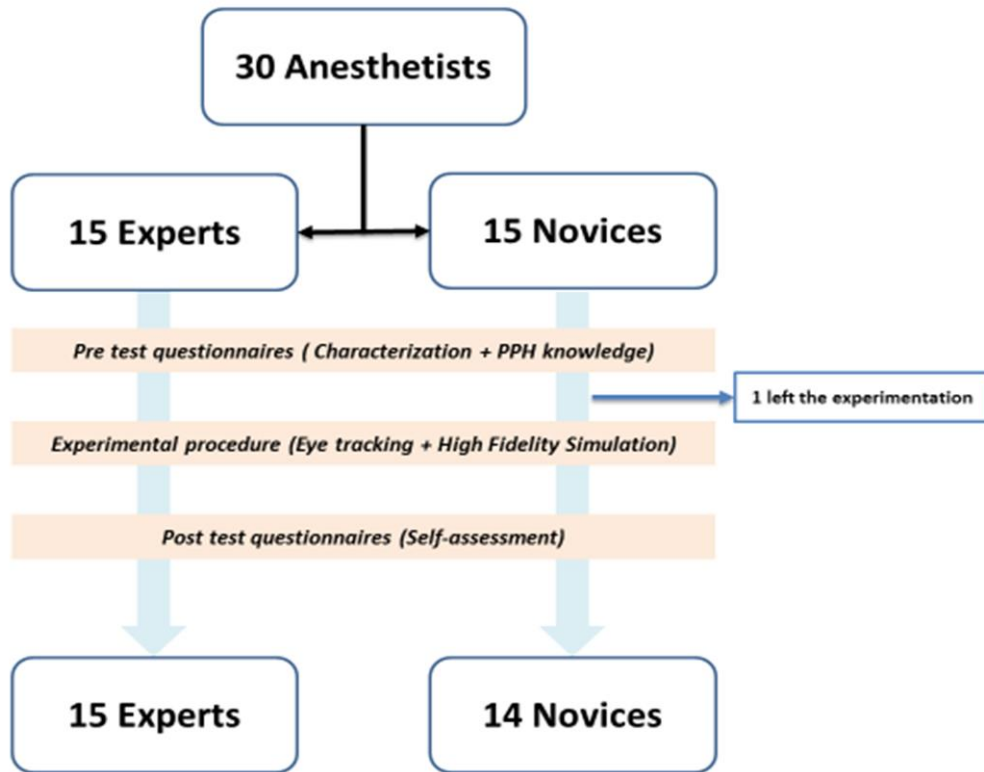 30 Anesthetists
15 Experts
15 Novices
Pre test questionnaires ( Characterization + PPH knowledge)
1 left the experimentation
Experimental procedure (Eye tracking + High Fidelity Simulation)
Post test questionnaires (Self-assessment)
15 Experts
14 Novices